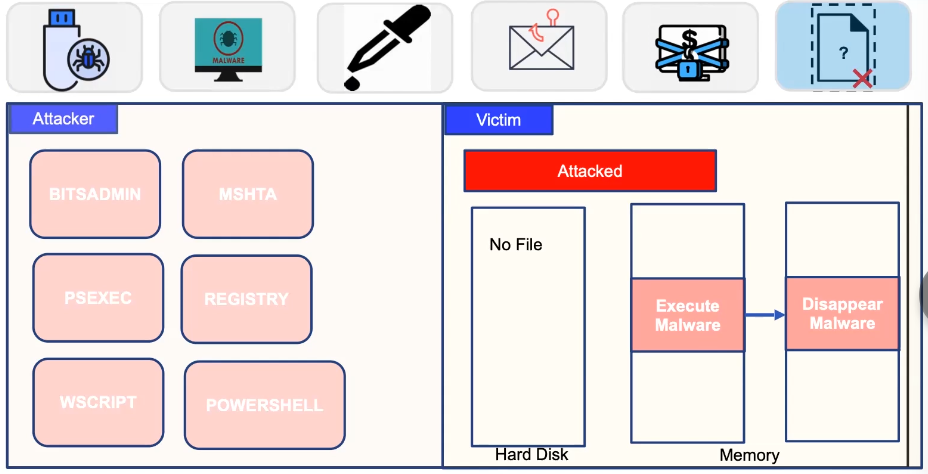 MALWARE
$
?
Attacker
Victim
BITSADMIN
MSHTA
Attacked
No File
PSEXEC
REGISTRY
Execute
Malware
Disappear
Malware
WSCRIPT
POWERSHELL
Hard Disk
Memory